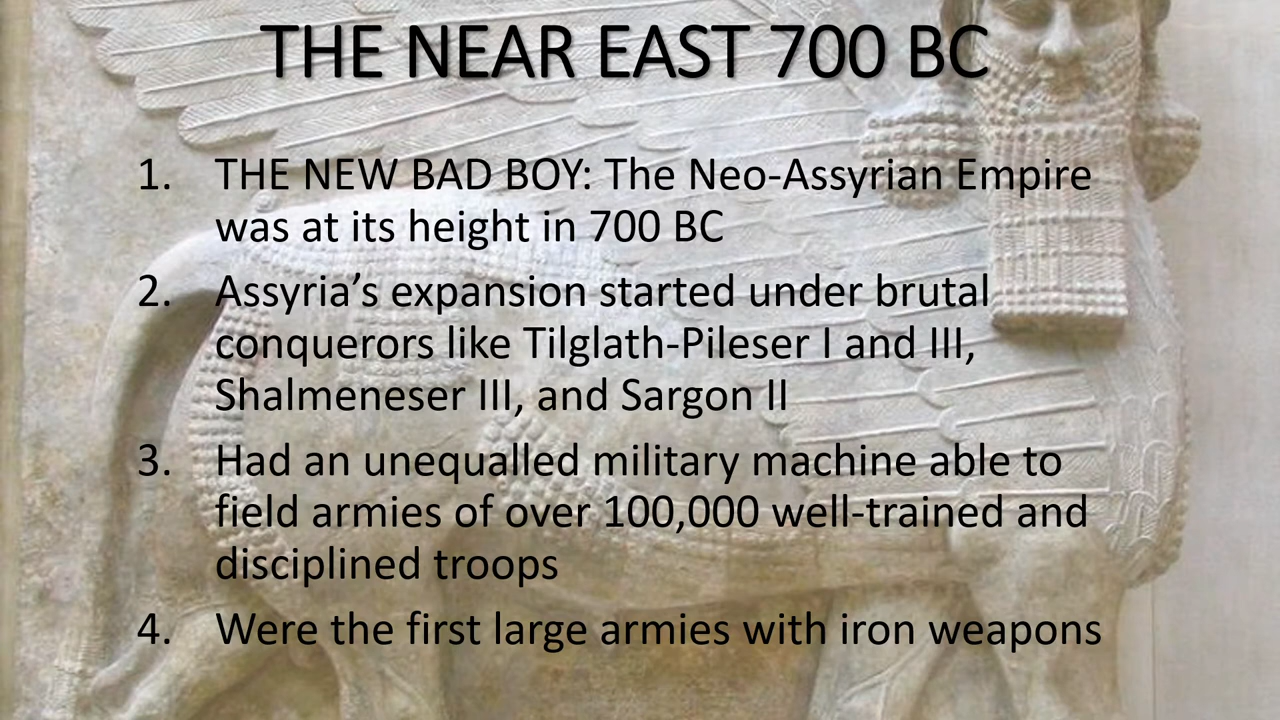 THE NEAR EAST 700 BC
1. THE NEW BAD BOY: The Neo-Assyrian Empire
was at its height in 700 BC
2. Assyria’s expansion started under brutal
conquerors like Tilglath-Pileser I and III,
Shalmeneser III, and Sargon II
3. Had an unequalled military machine able to
field armies of over 100,000 well-trained and
disciplined troops
4. Were the first large armies with iron weapons